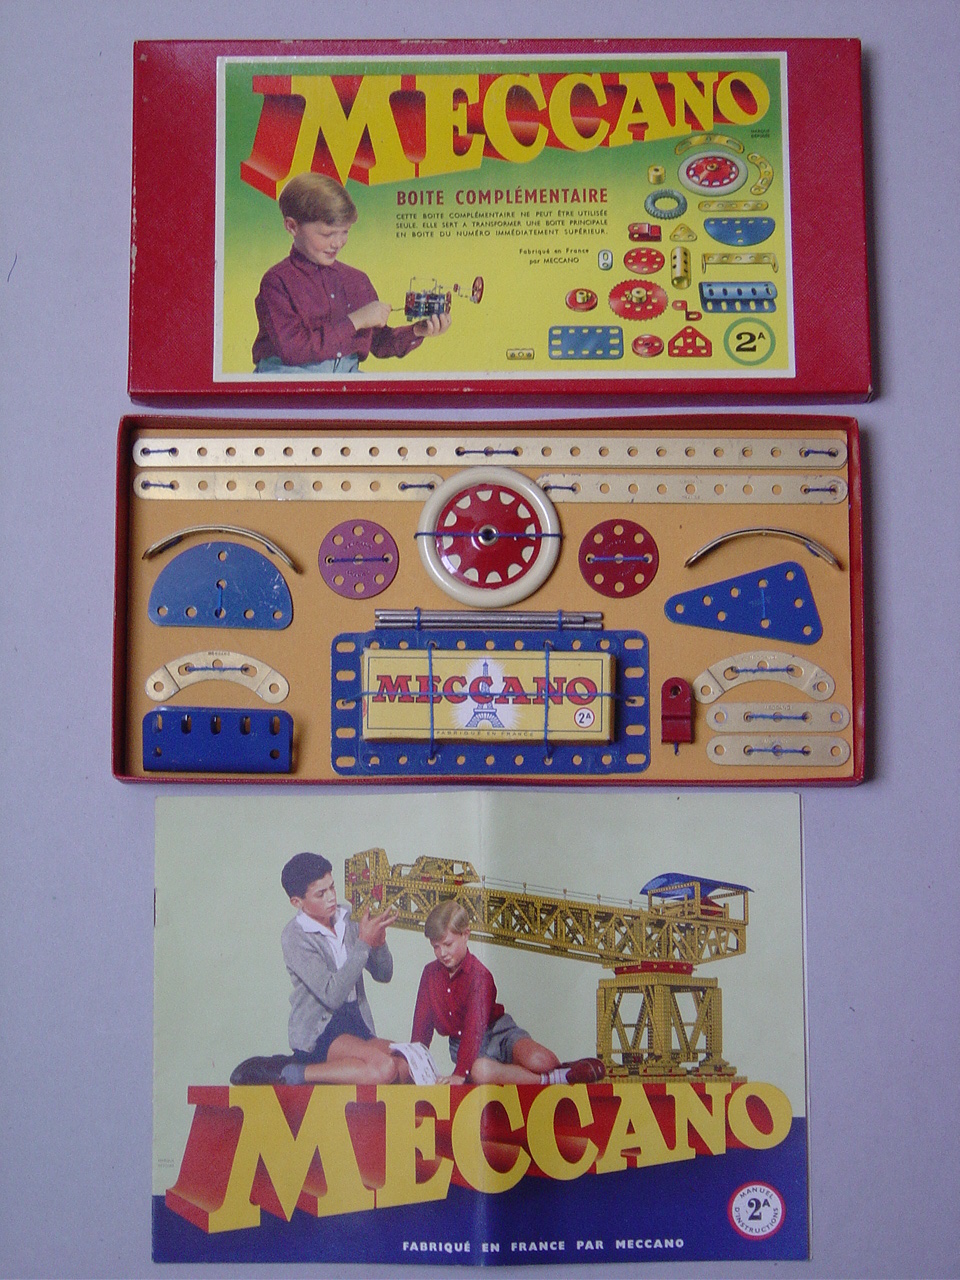 MECCANO
BOITE COMPLÉMENTAIRE
CETTE BOITE COMPLÉMENTAIRE NE PEUT ÊTRE UTILISÉE
SEULE. ELLE SERT A TRANSFORMER UNE BOITE PRINCIPALE
EN BOITE DU NUMÉRO IMMÉDIATEMENT SUPÉRIEUR.
Fabriqué en France
par MECCANO
2A
MECCANO
2A
FABRIQUÉ EN FRANCE
MECCANO
MANUEL
2A
D'INSTRUCTIONS
FABRIQUÉ EN FRANCE PAR MECCANO